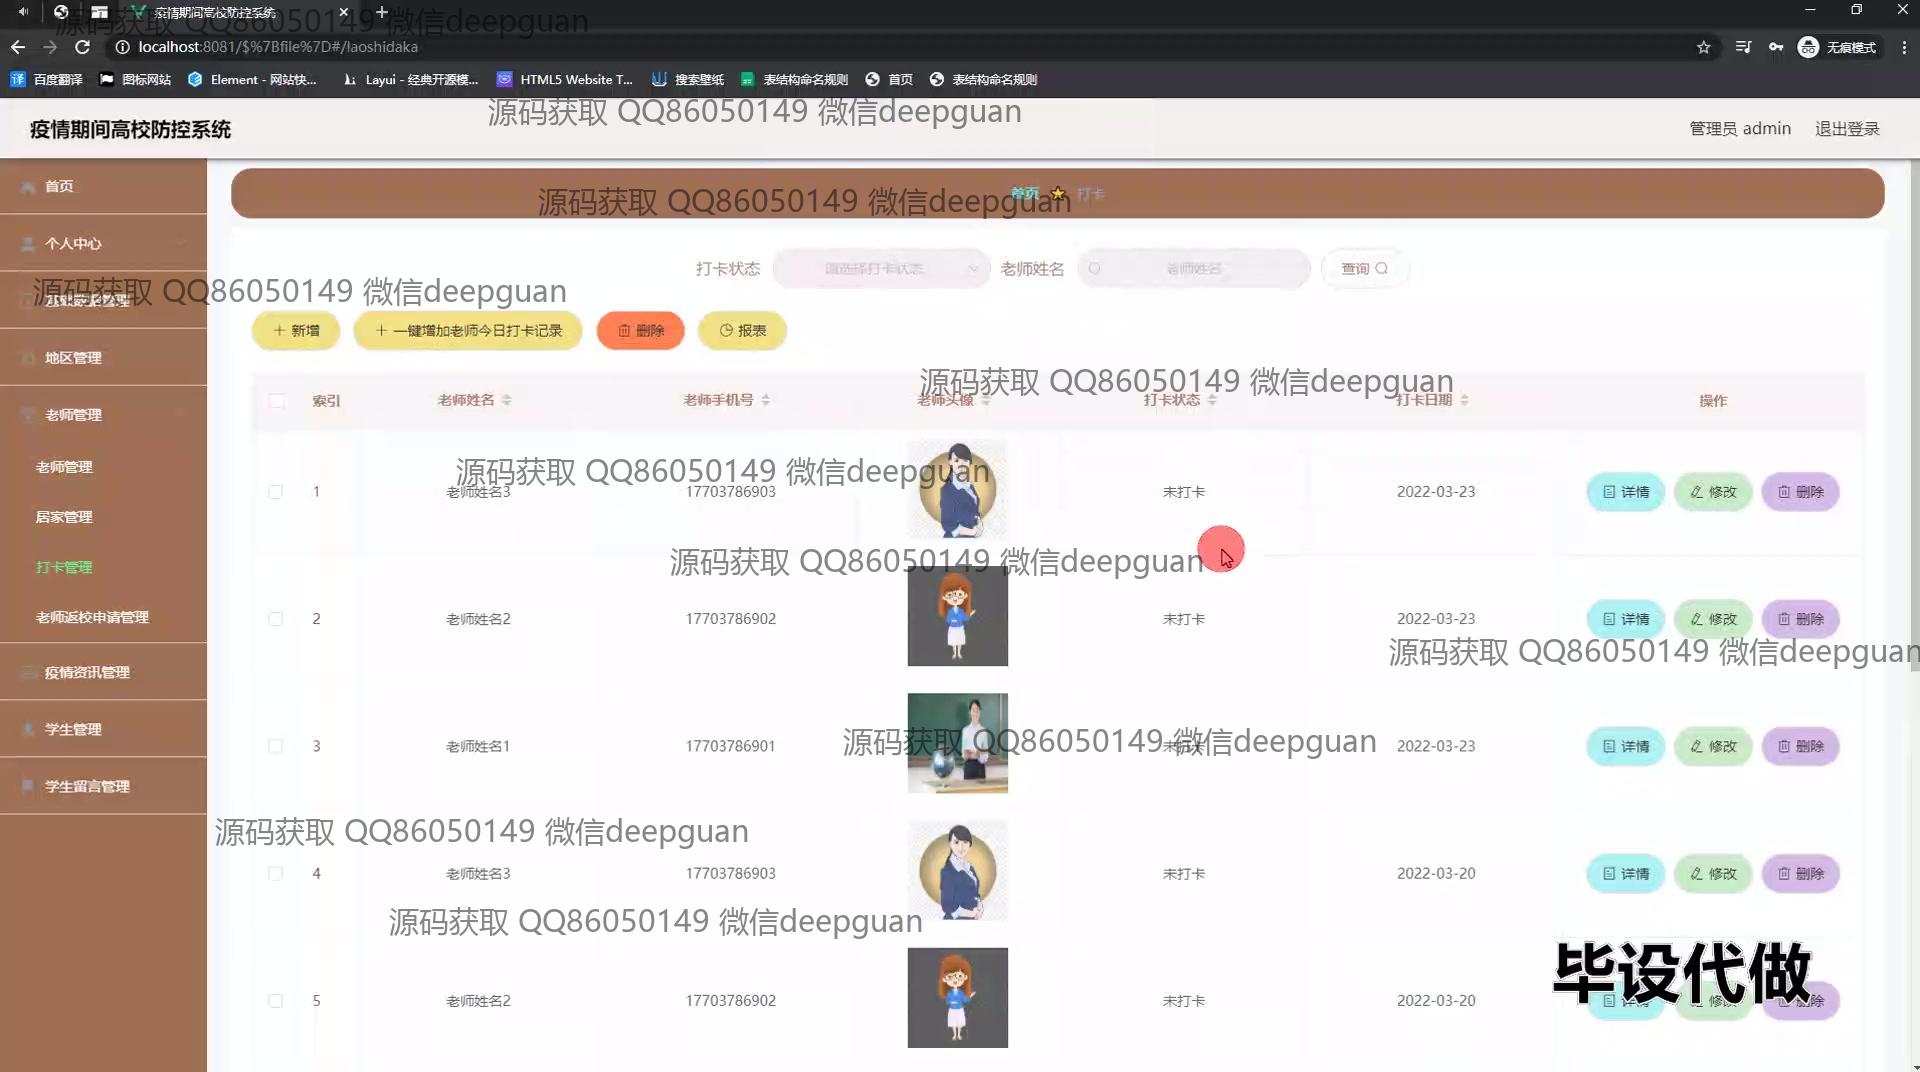 疫情期间高校防控系统
源码获取 QQ86050149 微信deepguan
localhost:8081/$%7Bfile%7D#/laoshidaka
无痕模式
百度翻译 图标网站 Element - 网站快... Layui - 经典开源模... HTML5 Website T... 搜索壁纸 表结构命名规则 首页 表结构命名规则
源码获取 QQ86050149 微信deepguan
疫情期间高校防控系统 管理员 admin 退出登录
首页
首页 打卡
源码获取 QQ86050149 微信deepguan
个人中心
打卡状态 请选择打卡状态 老师姓名 老师姓名 查询
源码获取 QQ86050149 微信deepguan
新增 一键增加老师今日打卡记录 删除 报表
地区管理
源码获取 QQ86050149 微信deepguan
索引 老师姓名 老师手机号 老师头像 打卡状态 打卡日期 操作
老师管理
老师管理
源码获取 QQ86050149 微信deepguan
1 老师姓名3 17703786903 未打卡 2022-03-23 详情 修改 删除
居家管理
源码获取 QQ86050149 微信deepguan
打卡管理
老师返校申请管理
2 老师姓名2 17703786902 未打卡 2022-03-23 详情 修改 删除
源码获取 QQ86050149 微信deepguan
疫情资讯管理
学生管理
源码获取 QQ86050149 微信deepguan
3 老师姓名1 17703786901 2022-03-23 详情 修改 删除
学生留言管理
源码获取 QQ86050149 微信deepguan
4 老师姓名3 17703786903 未打卡 2022-03-20 详情 修改 删除
源码获取 QQ86050149 微信deepguan
毕设代做
5 老师姓名2 17703786902 未打卡 2022-03-20 详情 修改 删除